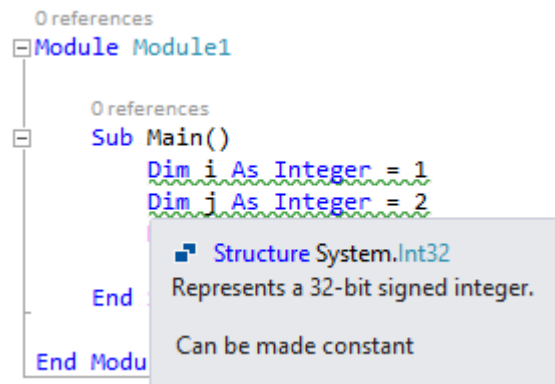 0 references
Module Module1
0 references
Sub Main()
Dim i As Integer = 1
Dim j As Integer = 2
Structure System.Int32
Represents a 32-bit signed integer.
End
Can be made constant
End Modu